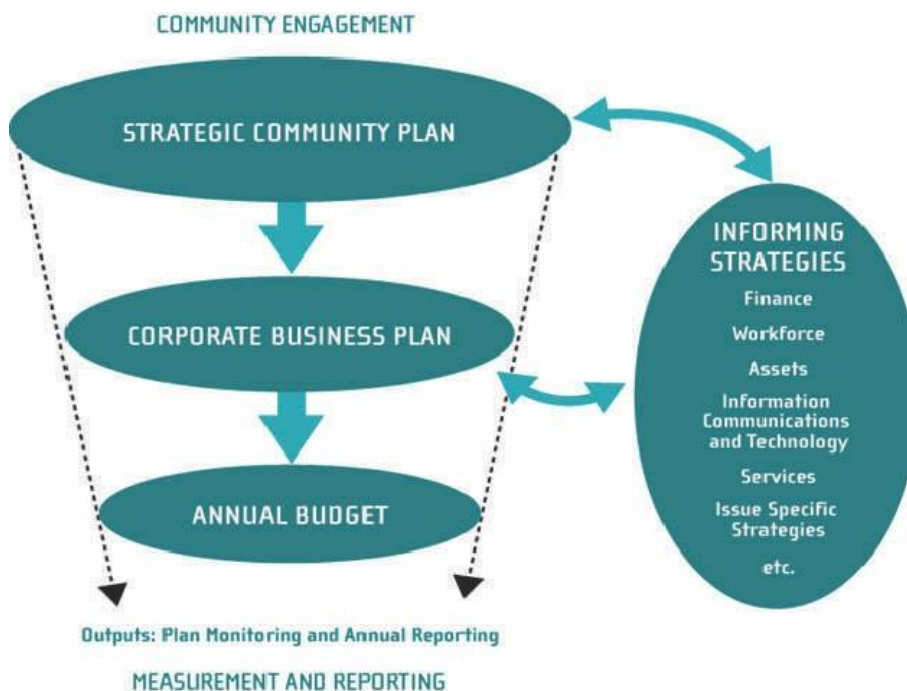 COMMUNITY ENGAGEMENT
STRATEGIC COMMUNITY PLAN
CORPORATE BUSINESS PLAN
ANNUAL BUDGET
INFORMING
STRATEGIES
Finance
Workforce
Assets
Information
Communications
and Technology
Services
Issue Specific
Strategies
etc.
Outputs: Plan Monitoring and Annual Reporting
MEASUREMENT AND REPORTING